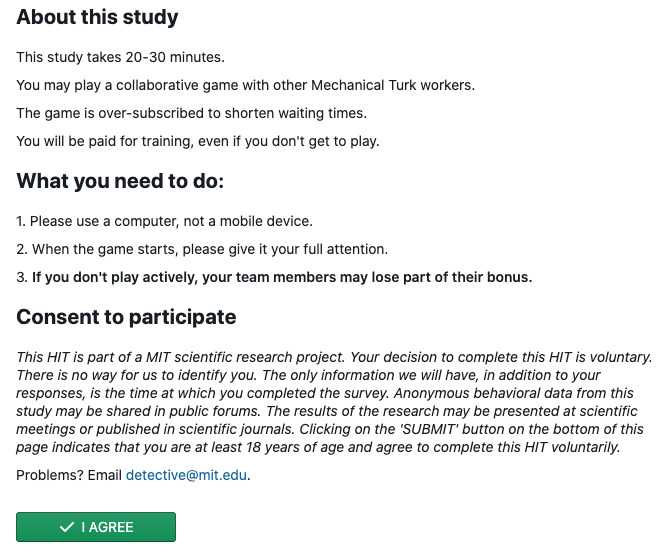 About this study
This study takes 20-30 minutes.
You may play a collaborative game with other Mechanical Turk workers.
The game is over-subscribed to shorten waiting times.
You will be paid for training, even if you don't get to play.
What you need to do:
1. Please use a computer, not a mobile device.
2. When the game starts, please give it your full attention.
3. If you don't play actively, your team members may lose part of their bonus.
Consent to participate
This HIT is part of a MIT scientific research project. Your decision to complete this HIT is voluntary.
There is no way for us to identify you. The only information we will have, in addition to your
responses, is the time at which you completed the survey. Anonymous behavioral data from this
study may be shared in public forums. The results of the research may be presented at scientific
meetings or published in scientific journals. Clicking on the 'SUBMIT' button on the bottom of this
page indicates that you are at least 18 years of age and agree to complete this HIT voluntarily.
Problems? Email detective@mit.edu.
I AGREE